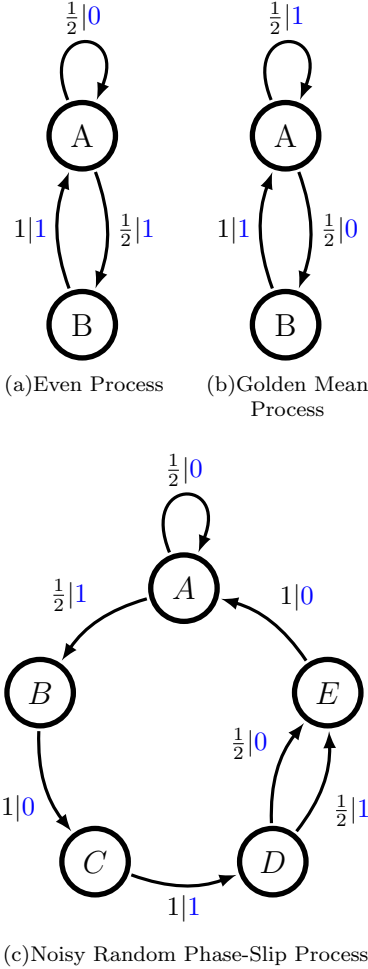 ½|0
½|1
A
A
1|1
½|1
1|1
½|0
B
B
(a)Even Process
(b)Golden Mean
Process
½|0
½|1
A
1|0
B
E
½|0
1|0
½|1
C
D
1|1
(c)Noisy Random Phase-Slip Process